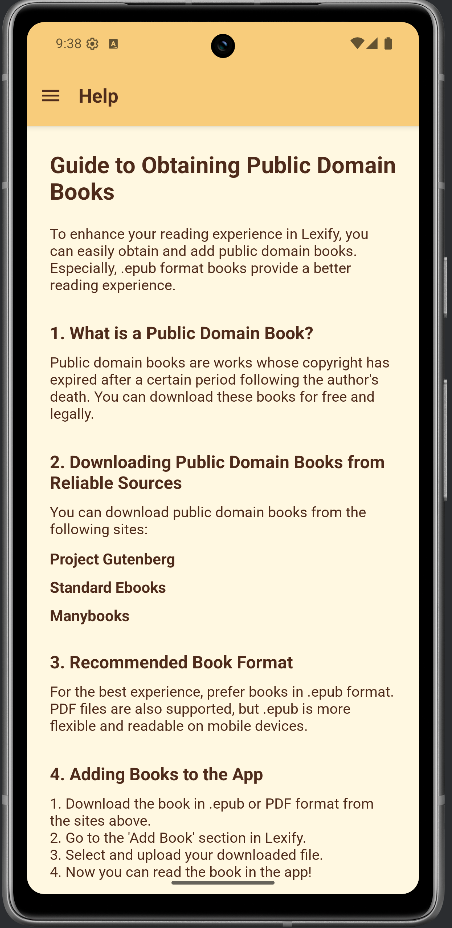 9:38
Help
Guide to Obtaining Public Domain
Books
To enhance your reading experience in Lexify, you
can easily obtain and add public domain books.
Especially, .epub format books provide a better
reading experience.
1. What is a Public Domain Book?
Public domain books are works whose copyright has
expired after a certain period following the author's
death. You can download these books for free and
legally.
2. Downloading Public Domain Books from
Reliable Sources
You can download public domain books from the
following sites:
Project Gutenberg
Standard Ebooks
Manybooks
3. Recommended Book Format
For the best experience, prefer books in .epub format.
PDF files are also supported, but .epub is more
flexible and readable on mobile devices.
4. Adding Books to the App
1. Download the book in .epub or PDF format from
the sites above.
2. Go to the 'Add Book' section in Lexify.
3. Select and upload your downloaded file.
4. Now you can read the book in the app!